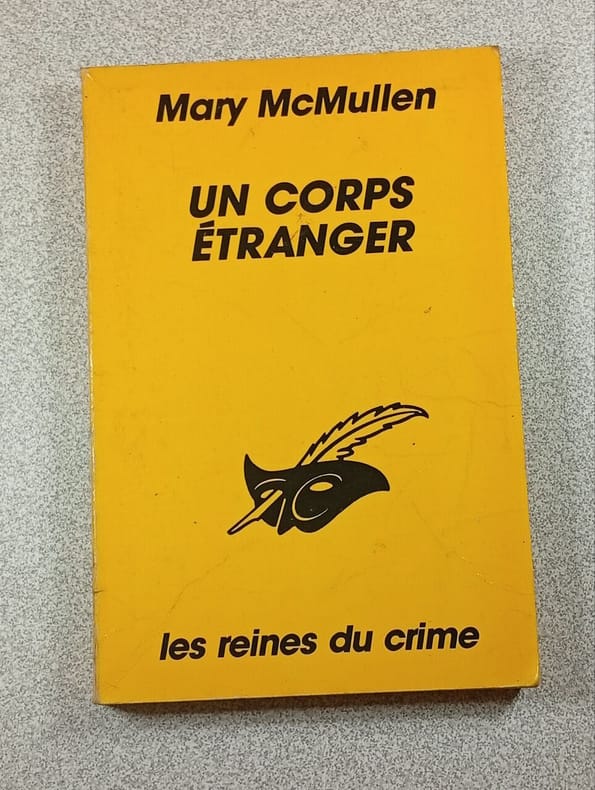 Mary McMullen
UN CORPS
ÉTRANGER
les reines du crime